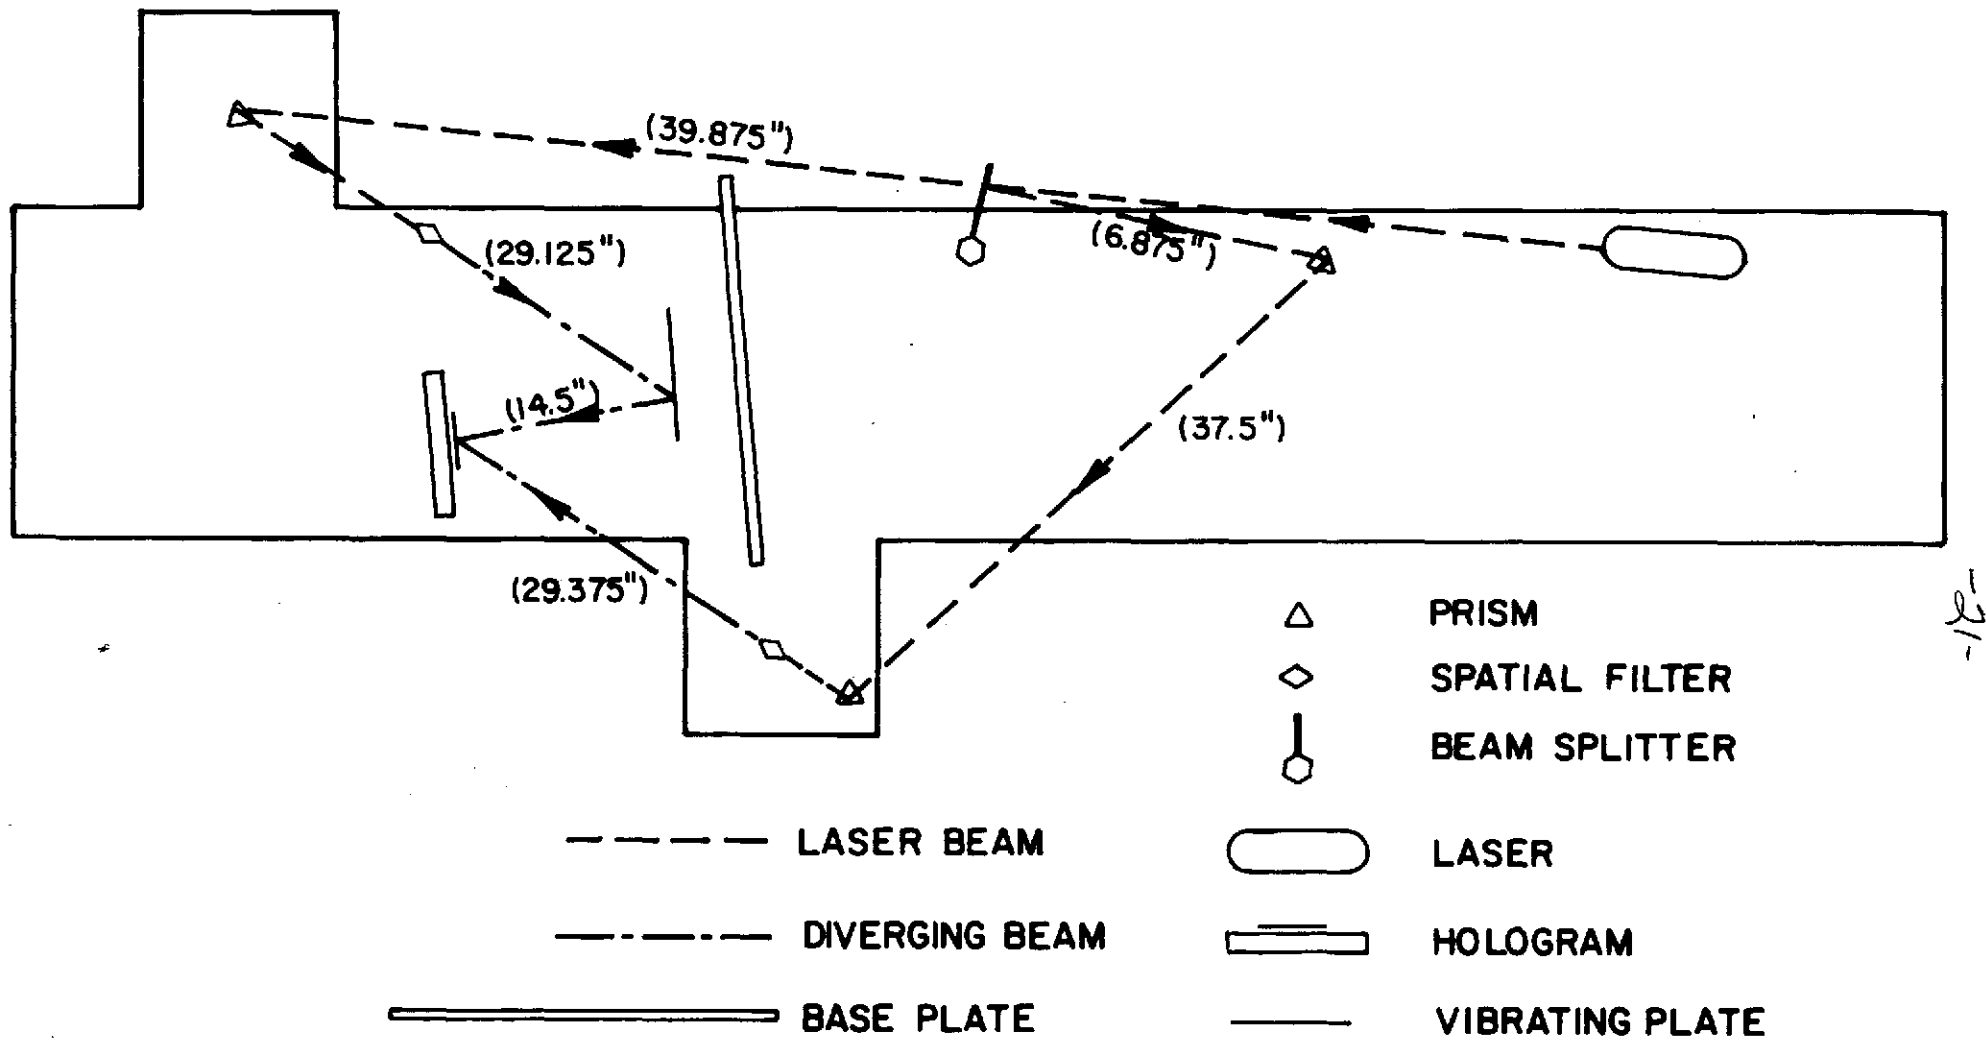 (39.875")
(6.875")
(29.125")
(14.5")
(37.5")
(29.375")
PRISM
SPATIAL FILTER
BEAM SPLITTER
LASER BEAM
LASER
DIVERGING BEAM
HOLOGRAM
BASE PLATE
VIBRATING PLATE